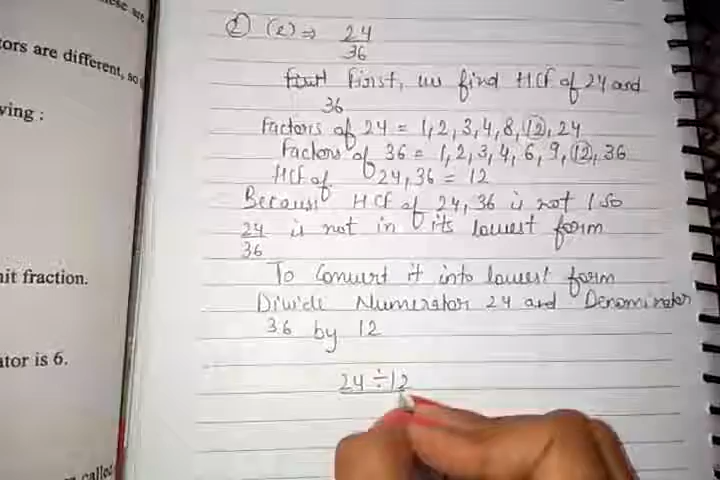 tors are different, so
ving :
nit fraction.
ator is 6.
called
② (e) ⇒ 24/36
First, we find HCF of 24 and
36
Factors of 24 = 1, 2, 3, 4, 8, 12, 24
Factors of 36 = 1, 2, 3, 4, 6, 9, 12, 36
HCF of 24, 36 = 12
Because HCF of 24, 36 is not 1 so
24/36 is not in its lowest form
To convert it into lowest form
Divide Numerator 24 and Denominator
36 by 12
24 ÷ 12